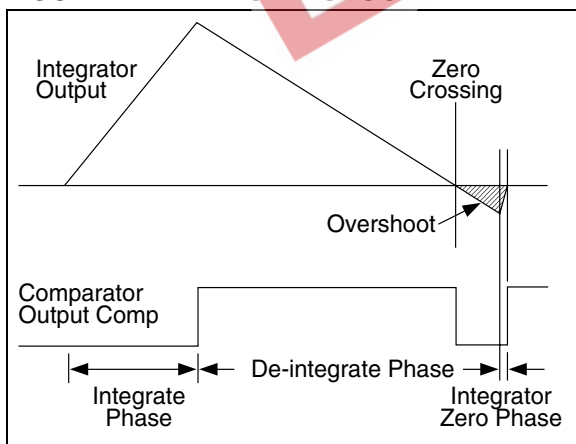 Integrator
Output
Zero
Crossing
Overshoot
Comparator
Output Comp
De-integrate Phase
Integrate
Phase
Integrator
Zero Phase